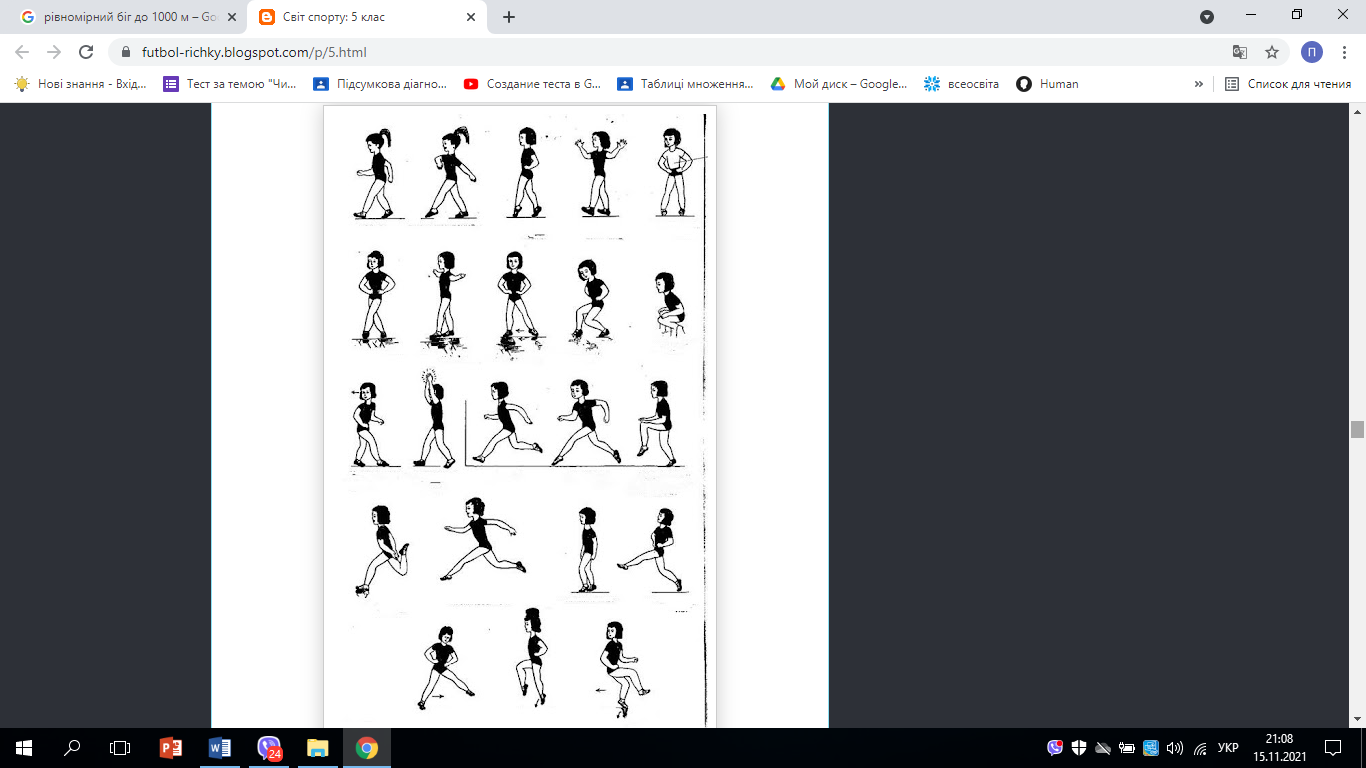 рівномірний біг до 1000 м – Go
Світ спорту: 5 клас
futbol-richky.blogspot.com/p/5.html
П
Нові знання - Вхід...
Тест за темою "Чи...
Підсумкова діагно...
Создание теста в G...
Таблиці множення...
Мой диск – Google...
всеосвіта
Human
»
Список для чтения
24
УКР
21:08
15.11.2021